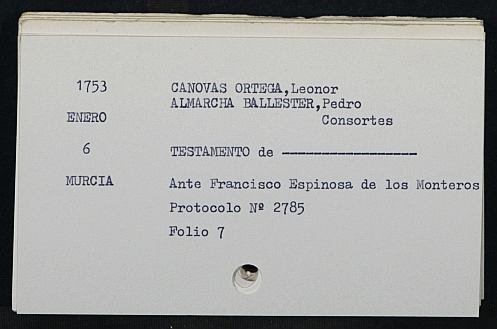 1753 CANOVAS ORTEGA,Leonor
ALMARCHA BALLESTER,Pedro
ENERO Consortes
6 TESTAMENTO de -----------------
MURCIA Ante Francisco Espinosa de los Monteros
Protocolo Nº 2785
Folio 7